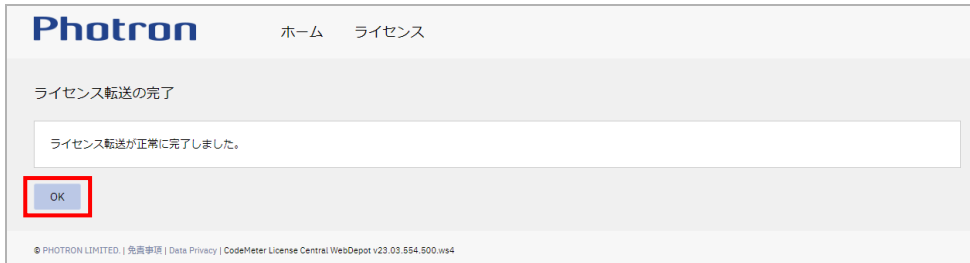 Photron ホーム ライセンス
ライセンス転送の完了
ライセンス転送が正常に完了しました。
OK
© PHOTRON LIMITED. | 免責事項 | Data Privacy | CodeMeter License Central WebDepot v23.03.554.500.ws4